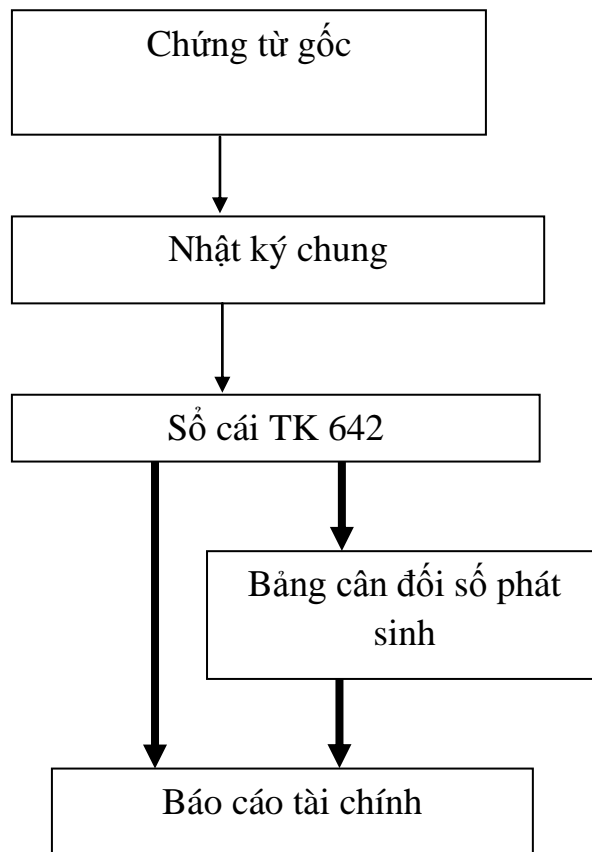 Chứng từ gốc
Nhật ký chung
Sổ cái TK 642
Bảng cân đối số phát
sinh
Báo cáo tài chính